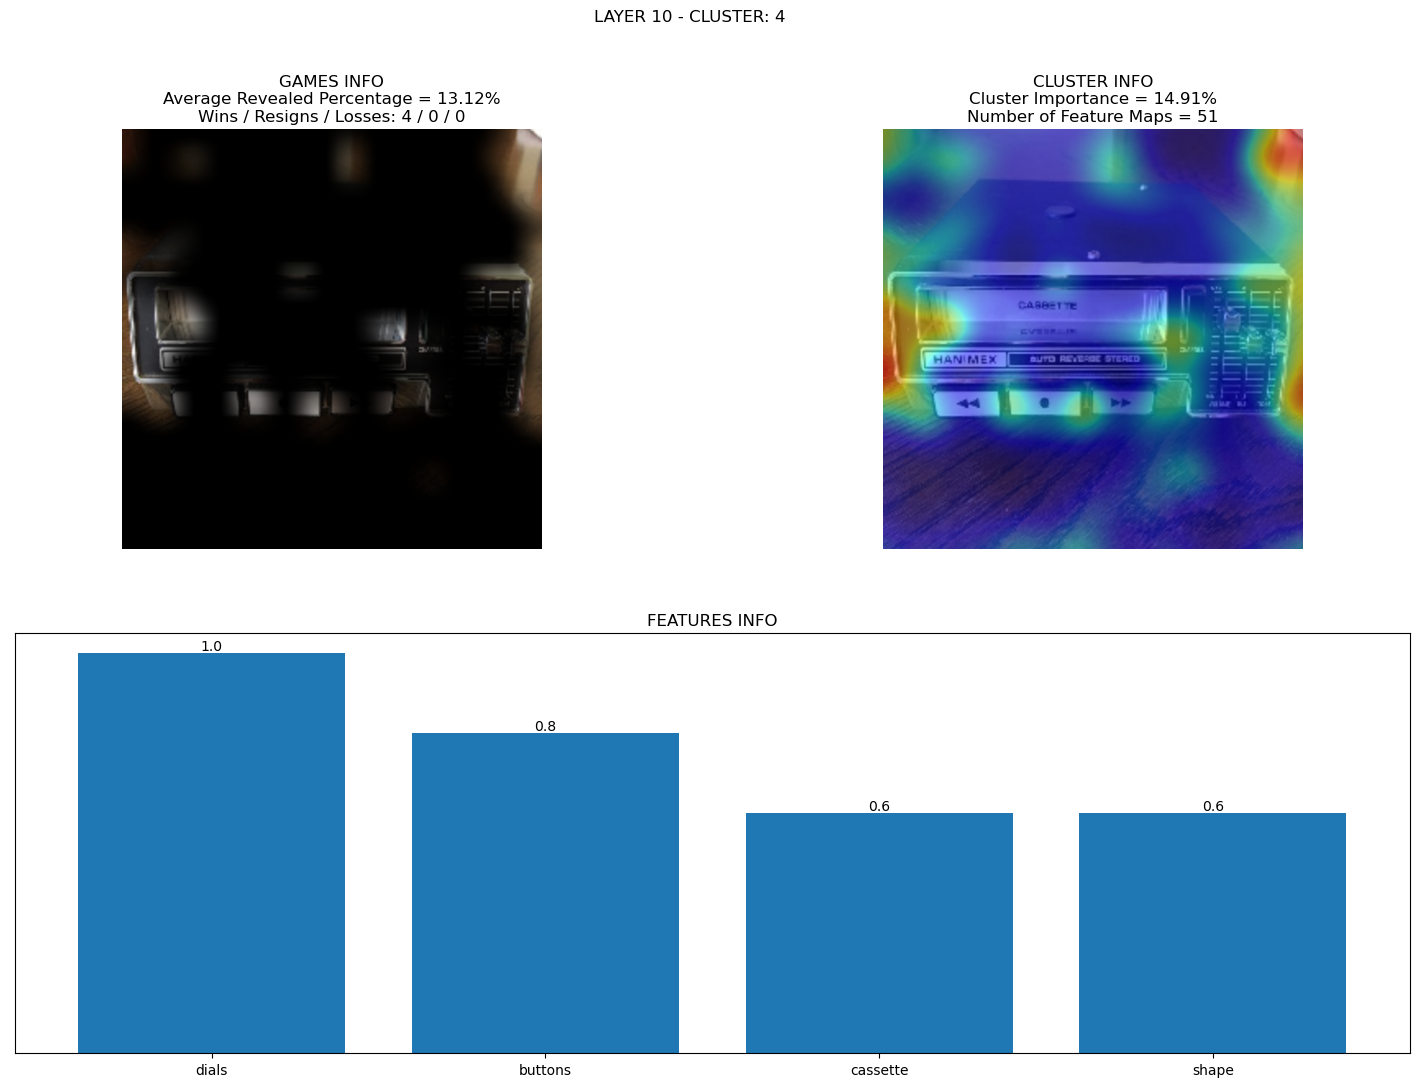 LAYER 10 - CLUSTER: 4
GAMES INFO
Average Revealed Percentage = 13.12%
Wins / Resigns / Losses: 4 / 0 / 0
CLUSTER INFO
Cluster Importance = 14.91%
Number of Feature Maps = 51
CASSETTE
HANIMEX
AUTO REVERSE STEREO
FEATURES INFO
1.0
0.8
0.6
0.6
dials
buttons
cassette
shape